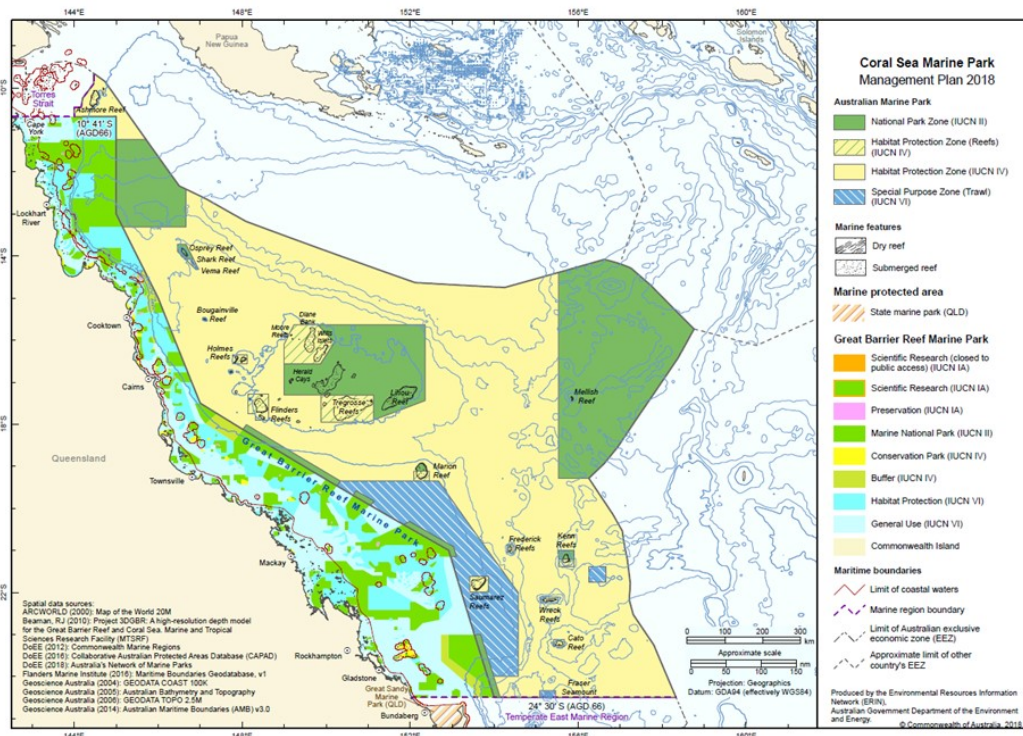 144°E
148°E
152°E
156°E
160°E
Papua
New Guinea
Solomon
Islands
10°S
Torres
Strait
Ashmore Reef
Cape
York
10° 41' S
(AGD66)
Lockhart
River
14°S
Osprey Reef
Shark Reef
Vema Reef
Bougainville
Reef
Cooktown
Diane
Bank
Moore
Reefs
Willis
Islets
Holmes
Reefs
Herald
Cays
Cairns
Lihou
Reef
Mellish
Reef
Flinders
Reefs
Tregrosse
Reefs
18°S
Great Barrier Reef Marine Park
Queensland
Marion
Reef
Townsville
Frederick
Reefs
Kenn
Reefs
Mackay
22°S
Saumarez
Reefs
Wreck
Reefs
Cato
Reef
Rockhampton
Gladstone
Fraser
Seamount
Great Sandy
Marine
Park (QLD)
Bundaberg
24° 30' S (AGD 66)
Temperate East Marine Region
Spatial data sources:
ARCWORLD (2000): Map of the World 20M
Beaman, RJ (2010): Project 3DGBR: A high-resolution depth model
for the Great Barrier Reef and Coral Sea. Marine and Tropical
Sciences Research Facility (MTSRF)
DoEE (2012): Commonwealth Marine Regions
DoEE (2016): Collaborative Australian Protected Areas Database (CAPAD)
DoEE (2018): Australia's Network of Marine Parks
Flanders Marine Institute (2016): Maritime Boundaries Geodatabase, v1
Geoscience Australia (2004): GEODATA COAST 100K
Geoscience Australia (2005): Australian Bathymetry and Topography
Geoscience Australia (2006): GEODATA TOPO 2.5M
Geoscience Australia (2014): Australian Maritime Boundaries (AMB) v3.0
0 100 200 300
km
Approximate scale
0 50 100 150
nm
Projection: Geographics
Datum: GDA94 (effectively WGS84)
144°E
148°E
152°E
156°E
160°E
Coral Sea Marine Park
Management Plan 2018
Australian Marine Park
National Park Zone (IUCN II)
Habitat Protection Zone (Reefs)
(IUCN IV)
Habitat Protection Zone (IUCN IV)
Special Purpose Zone (Trawl)
(IUCN VI)
Marine features
Dry reef
Submerged reef
Marine protected area
State marine park (QLD)
Great Barrier Reef Marine Park
Scientific Research (closed to
public access) (IUCN IA)
Scientific Research (IUCN IA)
Preservation (IUCN IA)
Marine National Park (IUCN II)
Conservation Park (IUCN IV)
Buffer (IUCN IV)
Habitat Protection (IUCN VI)
General Use (IUCN VI)
Commonwealth Island
Maritime boundaries
Limit of coastal waters
Marine region boundary
Limit of Australian exclusive
economic zone (EEZ)
Approximate limit of other
country's EEZ
Produced by the Environmental Resources Information
Network (ERIN),
Australian Government Department of the Environment
and Energy.
© Commonwealth of Australia, 2018